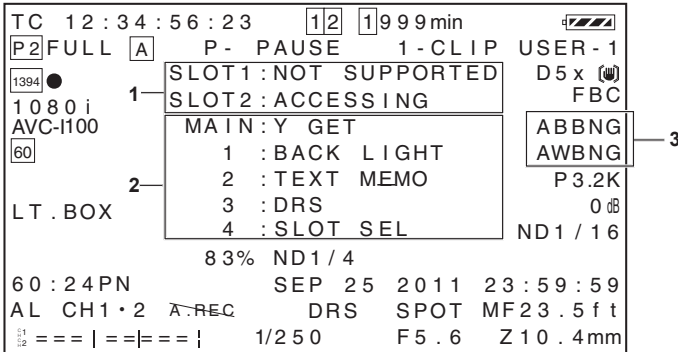 TC 12:34:56:23 12 1999min
P2 FULL A P- PAUSE 1-CLIP USER-1
1394 SLOT1:NOT SUPPORTED D5x
1 SLOT2:ACCESSING FBC
1080i
AVC-I100 MAIN:Y GET ABBNG
60 1 :BACK LIGHT AWBNG 3
2 2 :TEXT MEMO P3.2K
LT.BOX 3 :DRS 0dB
4 :SLOT SEL ND1/16
83% ND1/4
60:24PN SEP 25 2011 23:59:59
AL CH1・2 A.REC DRS SPOT MF23.5ft
1/250 F5.6 Z10.4mm